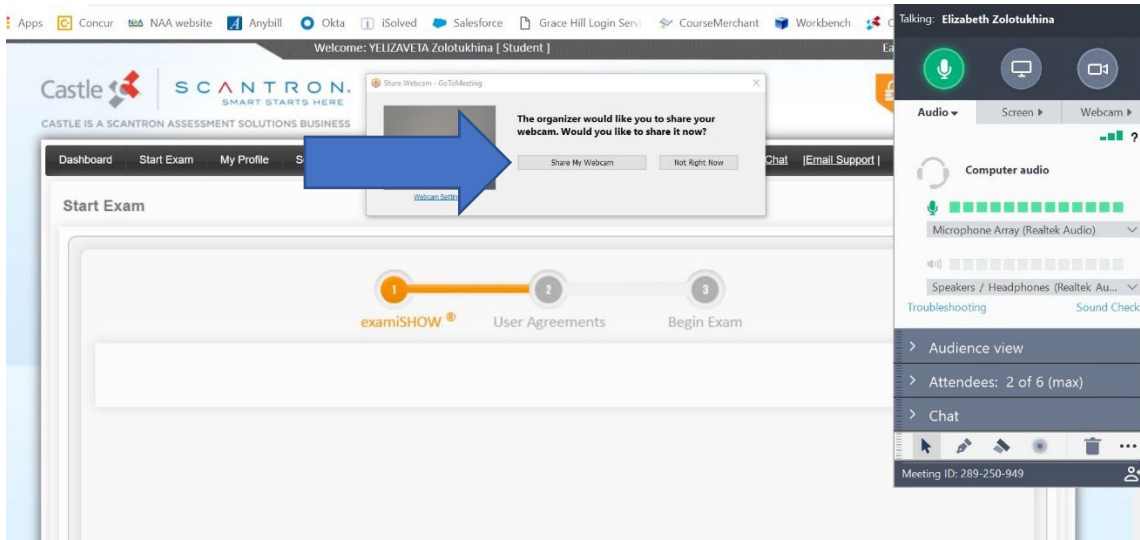 Apps Concur NAA website Anybill Okta iSolved Salesforce Grace Hill Login Servi CourseMerchant Workbench
Welcome: YELIZAVETA Zolotukhina [ Student ]
Castle
SCANTRON.
SMART STARTS HERE
CASTLE IS A SCANTRON ASSESSMENT SOLUTIONS BUSINESS
Share Webcam - GoToMeeting
The organizer would like you to share your
webcam. Would you like to share it now?
Share My Webcam Not Right Now
Webcam
Dashboard Start Exam My Profile Chat |Email Support |
Start Exam
1 2 3
examiSHOW ® User Agreements Begin Exam
Talking: Elizabeth Zolotukhina
Audio Screen Webcam
?
Computer audio
Microphone Array (Realtek Audio)
Speakers / Headphones (Realtek Au...
Troubleshooting Sound Check
Audience view
Attendees: 2 of 6 (max)
Chat
Meeting ID: 289-250-949